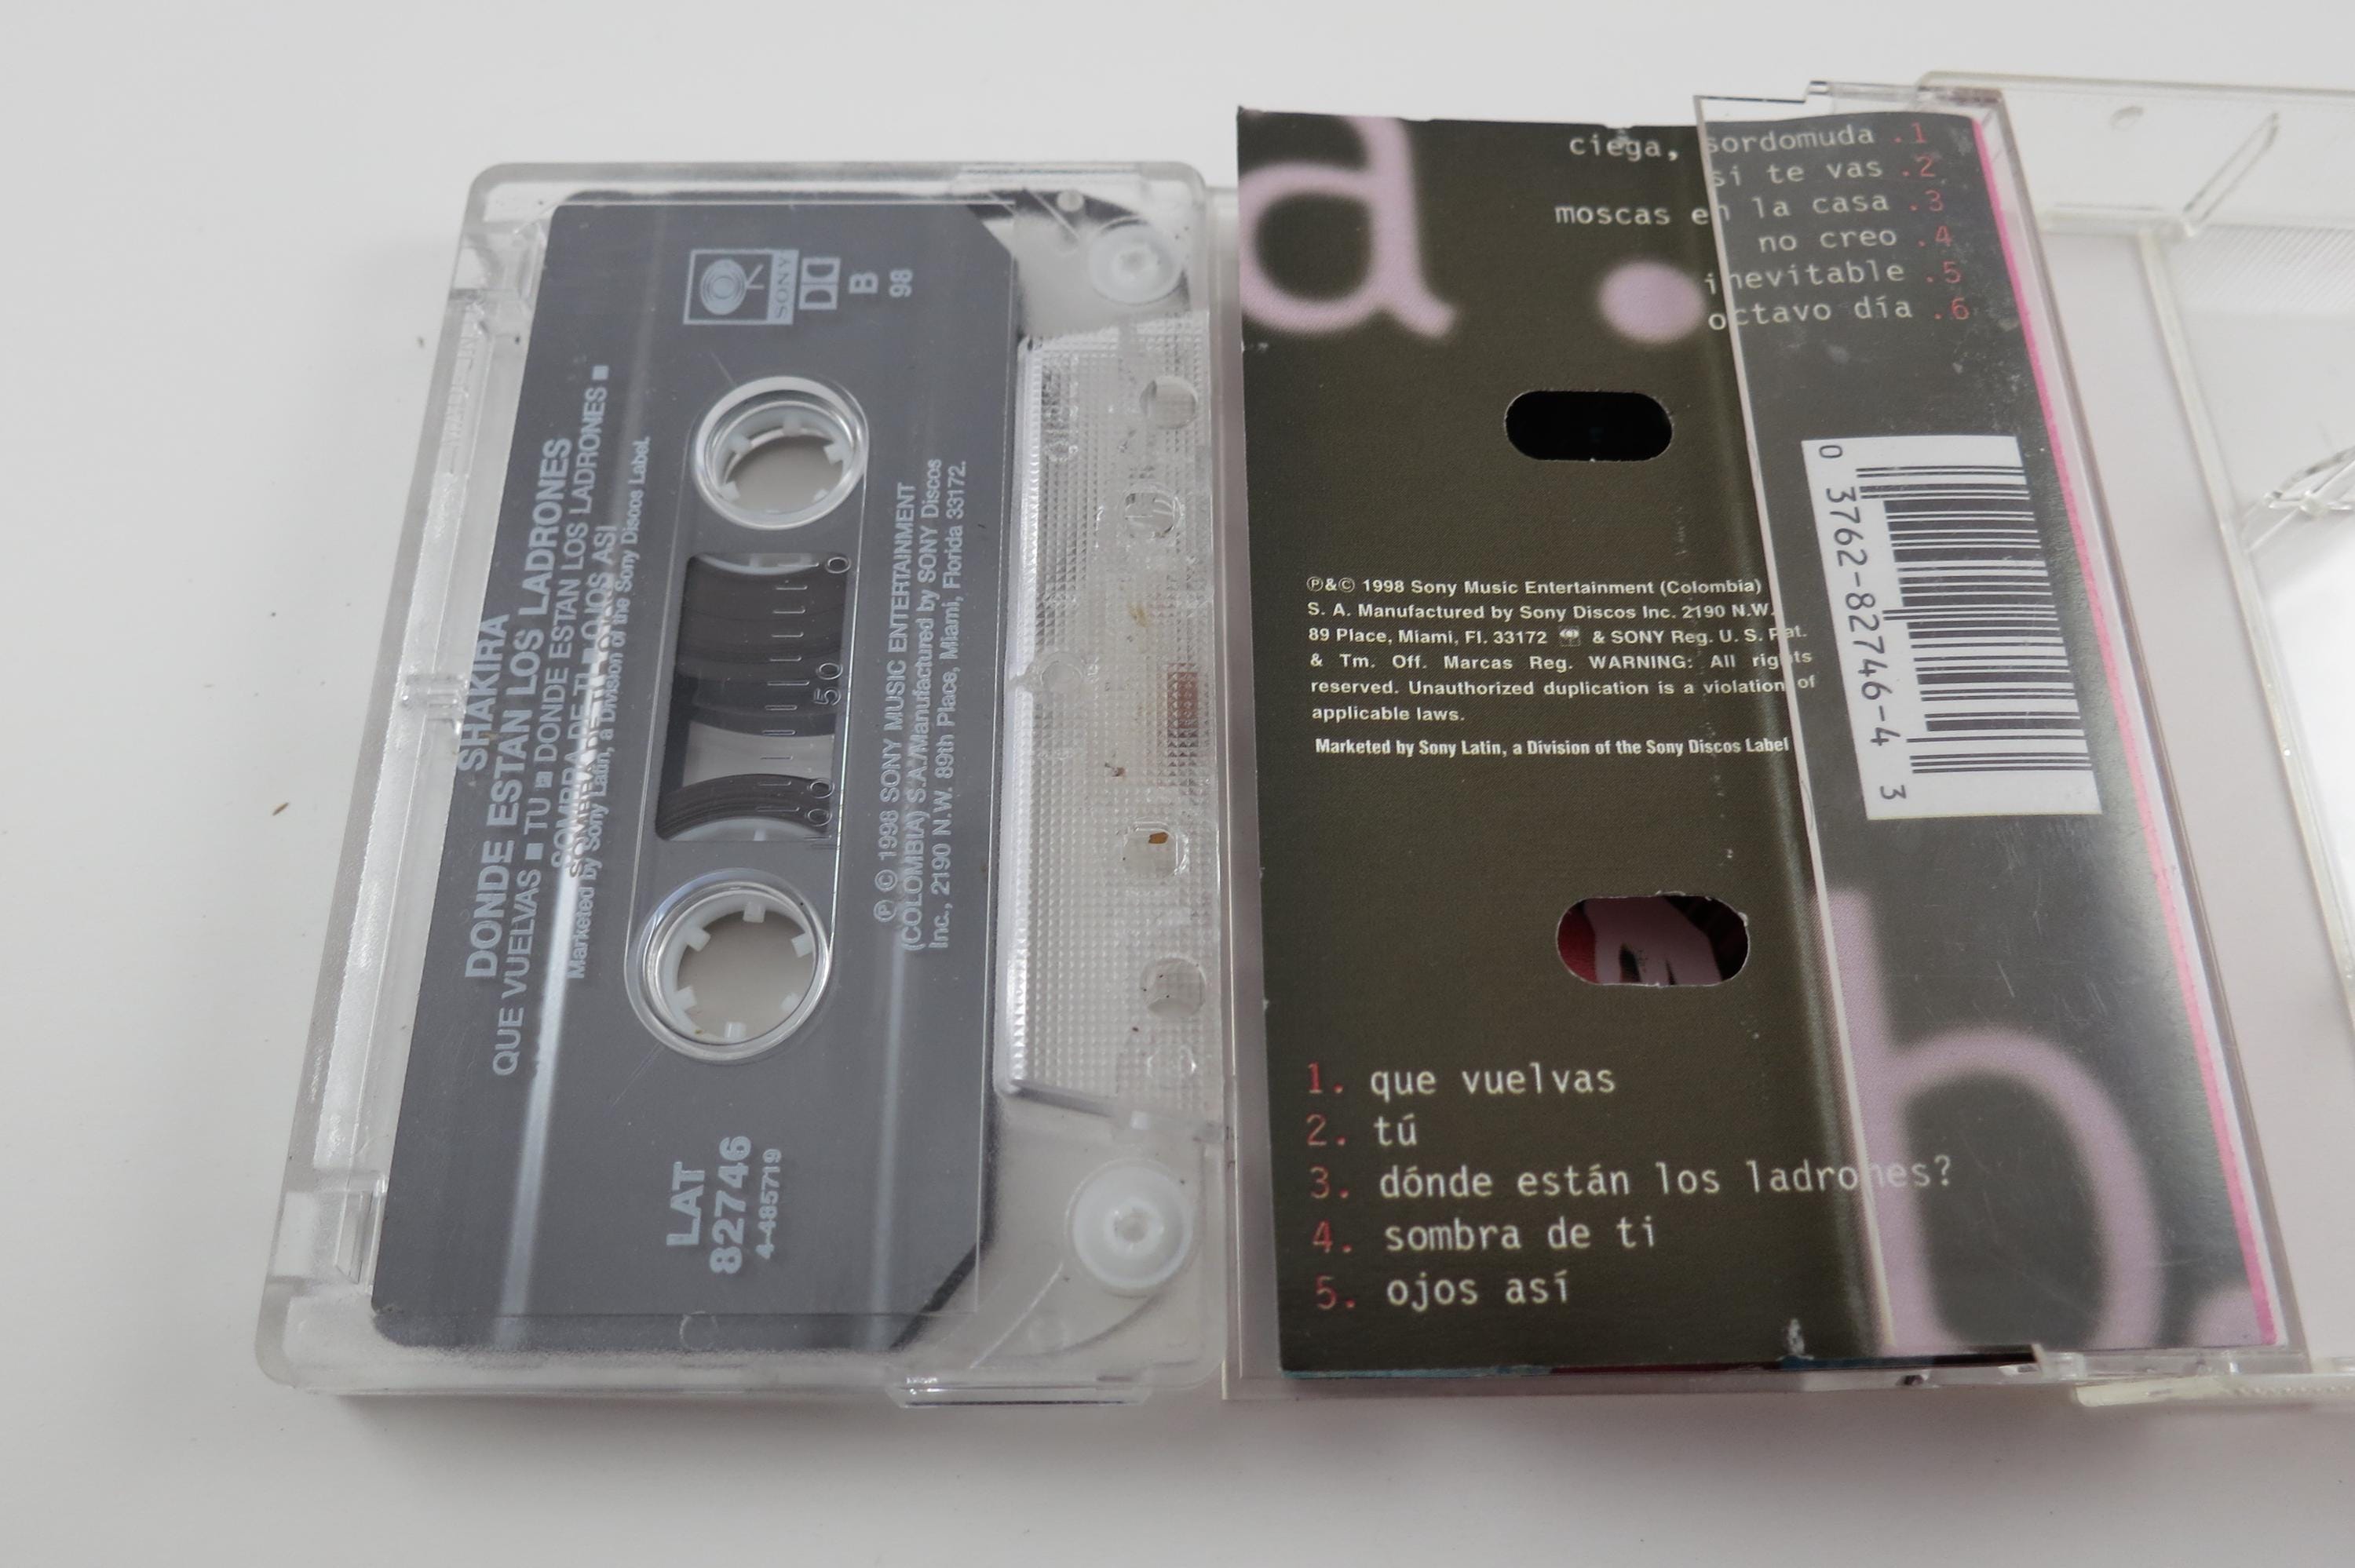 SHAKIRA
DONDE ESTAN LOS LADRONES
QUE VUELVAS ■ TU ■ DONDE ESTAN LOS LADRONES ■
SOMBRA DE TI ■ OJOS ASI
Marketed by Sony Latin, a Division of the Sony Discos Label.
SONY
B
98
0
50
100
LAT
82746
4-485719
Ⓟ © 1998 SONY MUSIC ENTERTAINMENT
(COLOMBIA) S.A./Manufactured by SONY Discos
Inc., 2190 N.W. 89th Place, Miami, Florida 33172.
a.
ciega, sordomuda .1
si te vas .2
moscas en la casa .3
no creo .4
inevitable .5
octavo día .6
Ⓟ&© 1998 Sony Music Entertainment (Colombia)
S. A. Manufactured by Sony Discos Inc. 2190 N.W.
89 Place, Miami, Fl. 33172 & SONY Reg. U. S. Pat.
& Tm. Off. Marcas Reg. WARNING: All rights
reserved. Unauthorized duplication is a violation of
applicable laws.
Marketed by Sony Latin, a Division of the Sony Discos Label
0 3762-82746-4 3
b.
1. que vuelvas
2. tú
3. dónde están los ladrones?
4. sombra de ti
5. ojos así